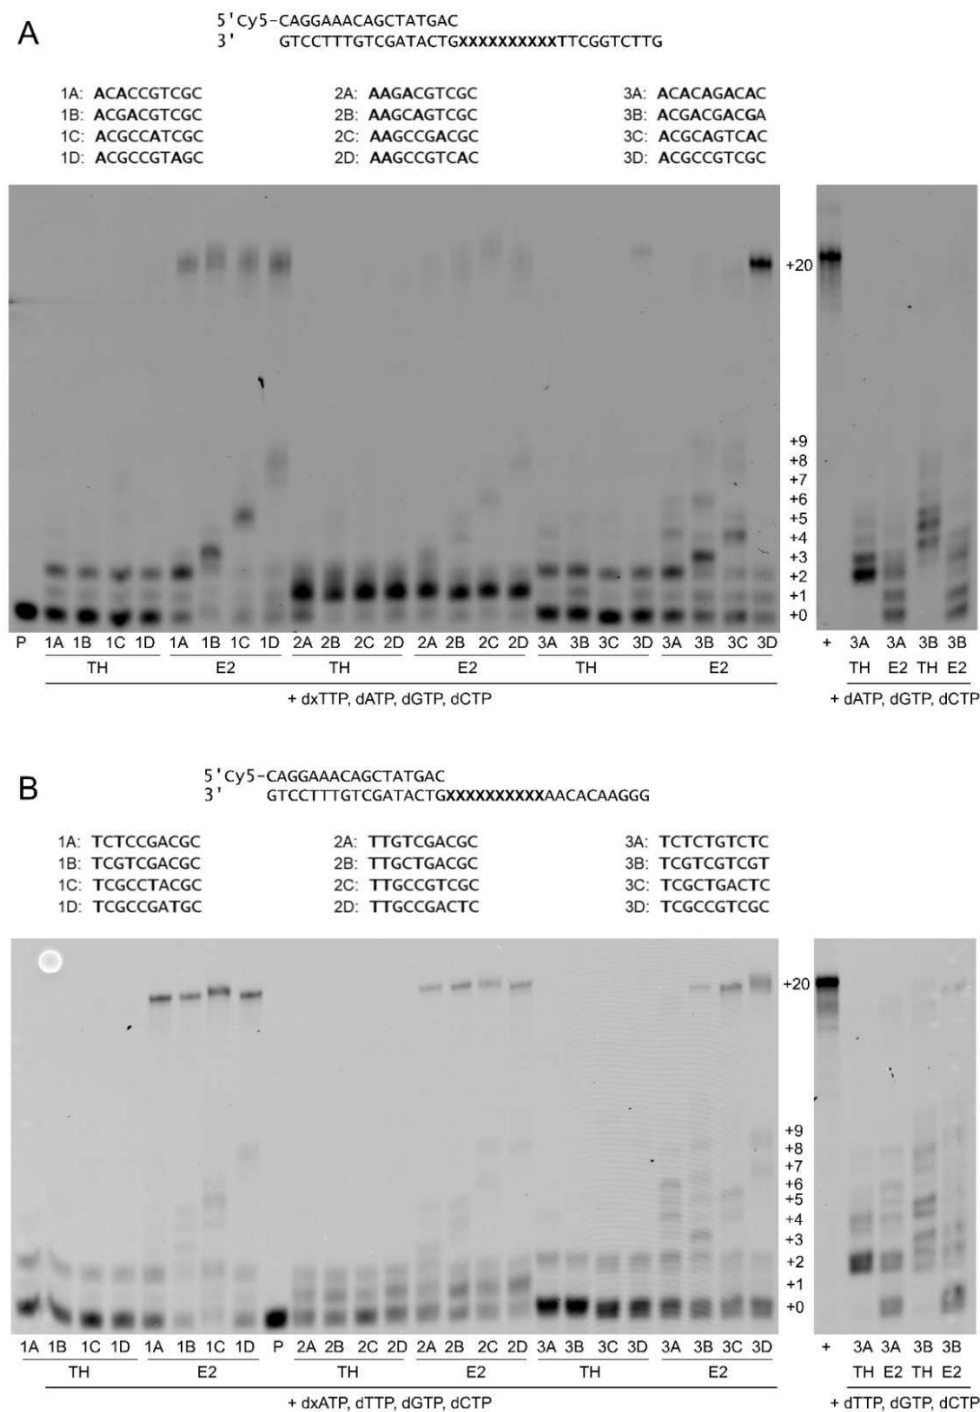 A
5'Cy5-CAGGAAACAGCTATGAC
3' GTCCTTTGTCGATACTGxxxxxxxxxxTTCGGTCTTG
1A: ACACCGTCGC 2A: AAGACGTCGC 3A: ACACAGACAC
1B: ACGACGTCGC 2B: AAGCAGTCGC 3B: ACGACGACGA
1C: ACGCCATCGC 2C: AAGCCGACGC 3C: ACGCAGTCAC
1D: ACGCCGTAGC 2D: AAGCCGTCAC 3D: ACGCCGTCGC
+20
+9
+8
+7
+6
+5
+4
+3
+2
+1
+0
P 1A 1B 1C 1D 1A 1B 1C 1D 2A 2B 2C 2D 2A 2B 2C 2D 3A 3B 3C 3D 3A 3B 3C 3D + 3A 3A 3B 3B
TH E2 TH E2 TH E2 TH E2 TH E2
+ dxTTP, dATP, dGTP, dCTP + dATP, dGTP, dCTP
B
5'Cy5-CAGGAAACAGCTATGAC
3' GTCCTTTGTCGATACTGXXXXXXXXXXAACACAAGGG
1A: TCTCCGACGC 2A: TTGTCGACGC 3A: TCTCTGTCTC
1B: TCGTCGACGC 2B: TTGCTGACGC 3B: TCGTCGTCGT
1C: TCGCCTACGC 2C: TTGCCGTCGC 3C: TCGCTGACTC
1D: TCGCCGATGC 2D: TTGCCGACTC 3D: TCGCCGTCGC
+20
+9
+8
+7
+6
+5
+4
+3
+2
+1
+0
1A 1B 1C 1D 1A 1B 1C 1D P 2A 2B 2C 2D 2A 2B 2C 2D 3A 3B 3C 3D 3A 3B 3C 3D + 3A 3A 3B 3B
TH E2 TH E2 TH E2 TH E2 TH E2
+ dxATP, dTTP, dGTP, dCTP + dTTP, dGTP, dCTP